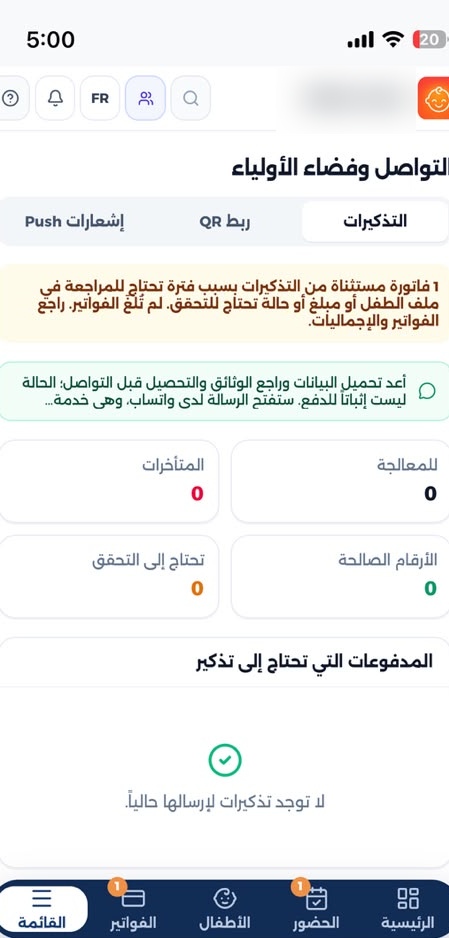 5:00
20
FR
التواصل وفضاء الأولياء
التذكيرات
ربط QR
إشعارات Push
1 فاتورة مستثناة من التذكيرات بسبب فترة تحتاج للمراجعة في
ملف الطفل أو مبلغ أو حالة تحتاج للتحقق. لم تُلغَ الفواتير. راجع
الفواتير والإجماليات.
أعد تحميل البيانات وراجع الوثائق والتحصيل قبل التواصل؛ الحالة
ليست إثباتاً للدفع. ستفتح الرسالة لدى واتساب، وهي خدمة...
للمعالجة
0
المتأخرات
0
الأرقام الصالحة
0
تحتاج إلى التحقق
0
المدفوعات التي تحتاج إلى تذكير
لا توجد تذكيرات لإرسالها حالياً.
الرئيسية
1
الحضور
الأطفال
1
الفواتير
القائمة